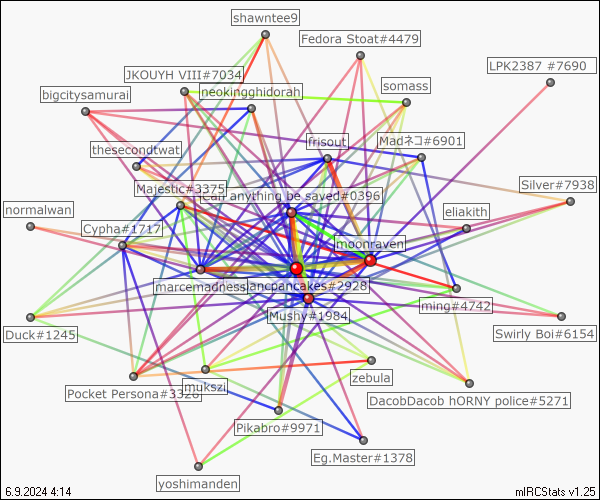 shawntee9
Fedora Stoat#4479
LPK2387 #7690
JKOUYH VIII#7034
neokingghidorah
somass
bigcitysamurai
thesecondtwat
frisout
Madネコ#6901
Majestic#3375
can anything be saved#0396
Silver#7938
normalwan
eliakith
Cypha#1717
moonraven
marcemadness
ancpancakes#2928
ming#4742
Mushy#1984
Duck#1245
Swirly Boi#6154
Pocket Persona#3326
mukszi
zebula
DacobDacob hORNY police#5271
Pikabro#9971
Eg.Master#1378
yoshimanden
6.9.2024 4:14
mIRCStats v1.25